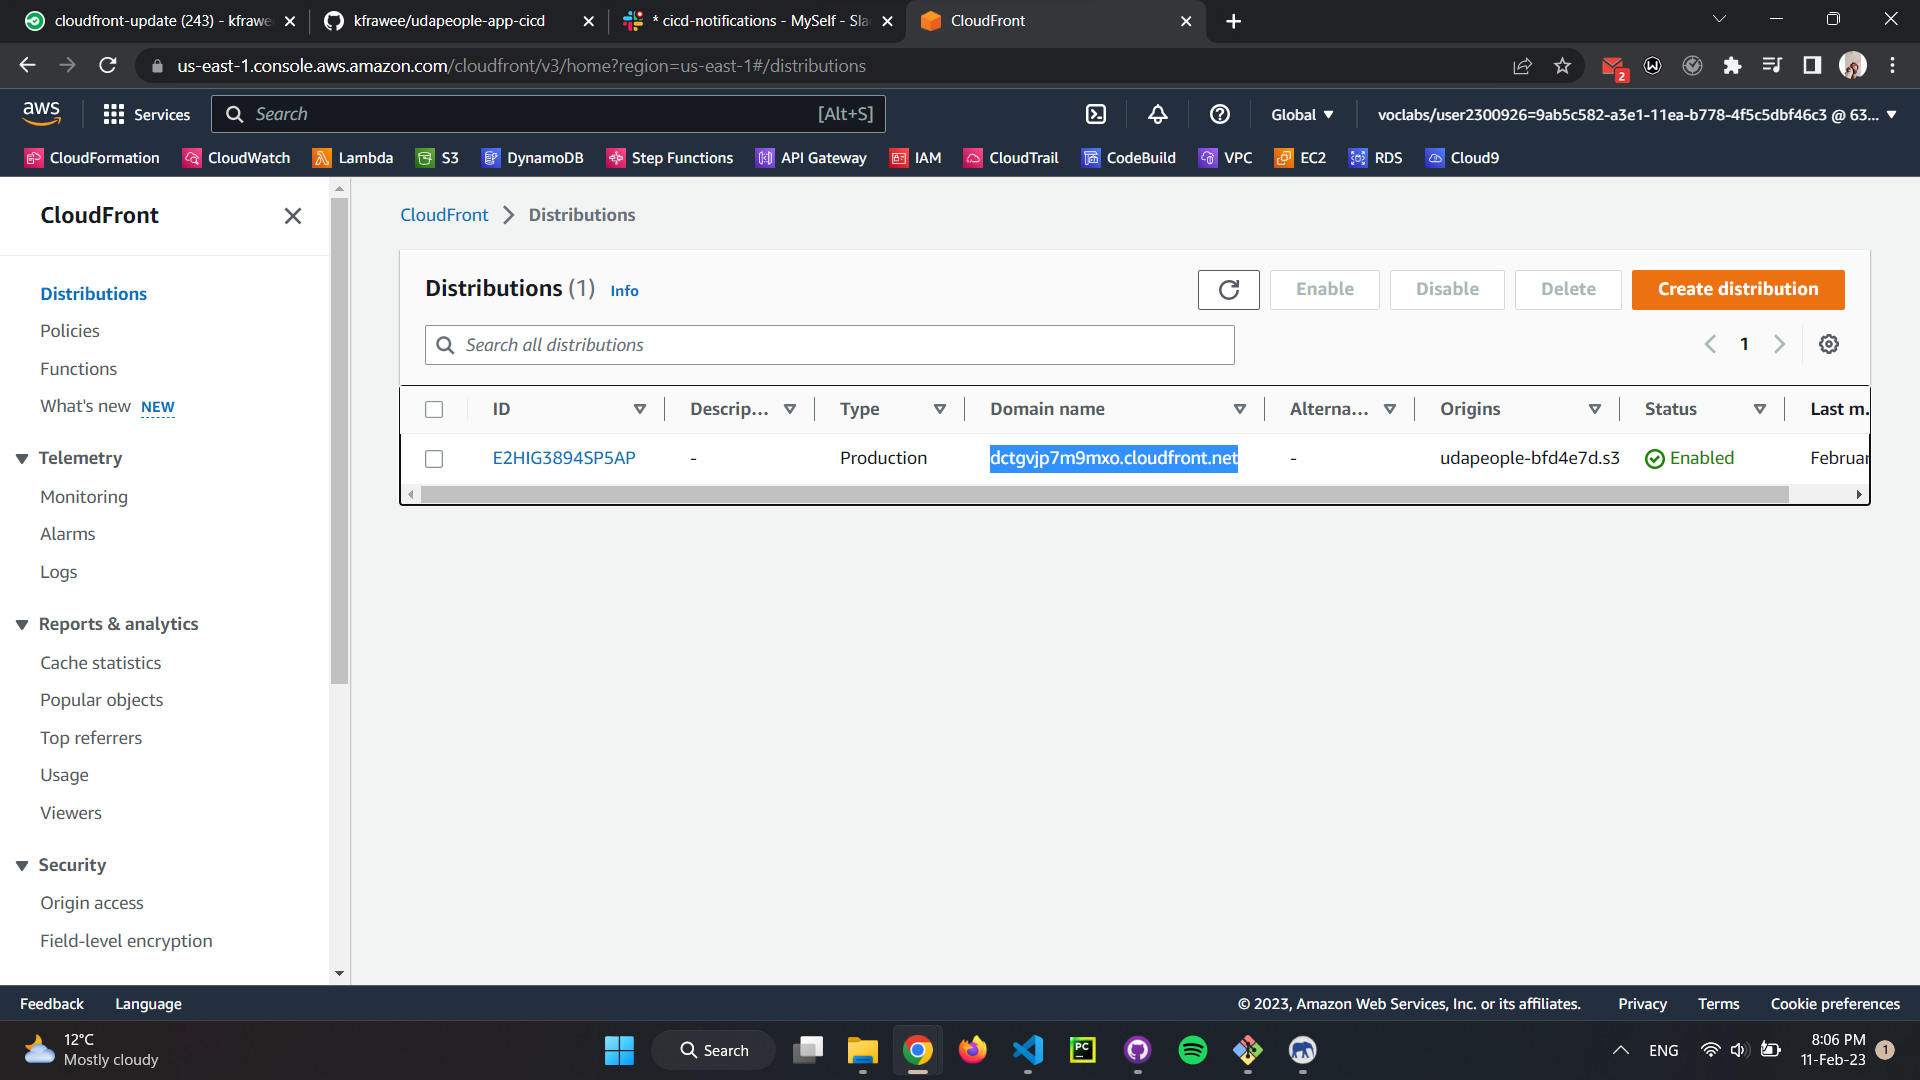 cloudfront-update (243) - kfrawe
kfrawee/udapeople-app-cicd
* cicd-notifications - MySelf - Sla
CloudFront
us-east-1.console.aws.amazon.com/cloudfront/v3/home?region=us-east-1#/distributions
2
aws
Services
Search
[Alt+S]
Global
voclabs/user2300926=9ab5c582-a3e1-11ea-b778-4f5c5dbf46c3 @ 63...
CloudFormation
CloudWatch
Lambda
S3
DynamoDB
Step Functions
API Gateway
IAM
CloudTrail
CodeBuild
VPC
EC2
RDS
Cloud9
CloudFront
Distributions
Policies
Functions
What's new NEW
Telemetry
Monitoring
Alarms
Logs
Reports & analytics
Cache statistics
Popular objects
Top referrers
Usage
Viewers
Security
Origin access
Field-level encryption
CloudFront
Distributions
Distributions (1) Info
Enable
Disable
Delete
Create distribution
Search all distributions
1
ID
Descrip...
Type
Domain name
Alterna...
Origins
Status
Last m.
E2HIG3894SP5AP
-
Production
dctgvjp7m9mxo.cloudfront.net
-
udapeople-bfd4e7d.s3
Enabled
Februar
Feedback
Language
© 2023, Amazon Web Services, Inc. or its affiliates.
Privacy
Terms
Cookie preferences
12°C
Mostly cloudy
Search
PC
ENG
8:06 PM
11-Feb-23
1